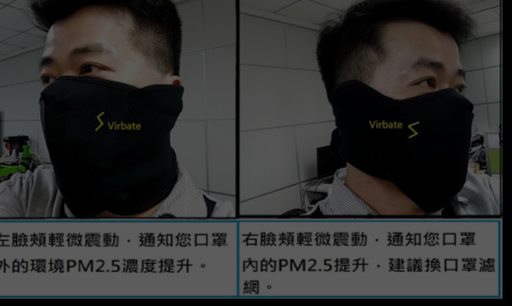 Virbate
Virbate
左臉頰輕微震動，通知您口罩
外的環境PM2.5濃度提升。
右臉頰輕微震動，通知您口罩
內的PM2.5提升，建議換口罩濾
網。